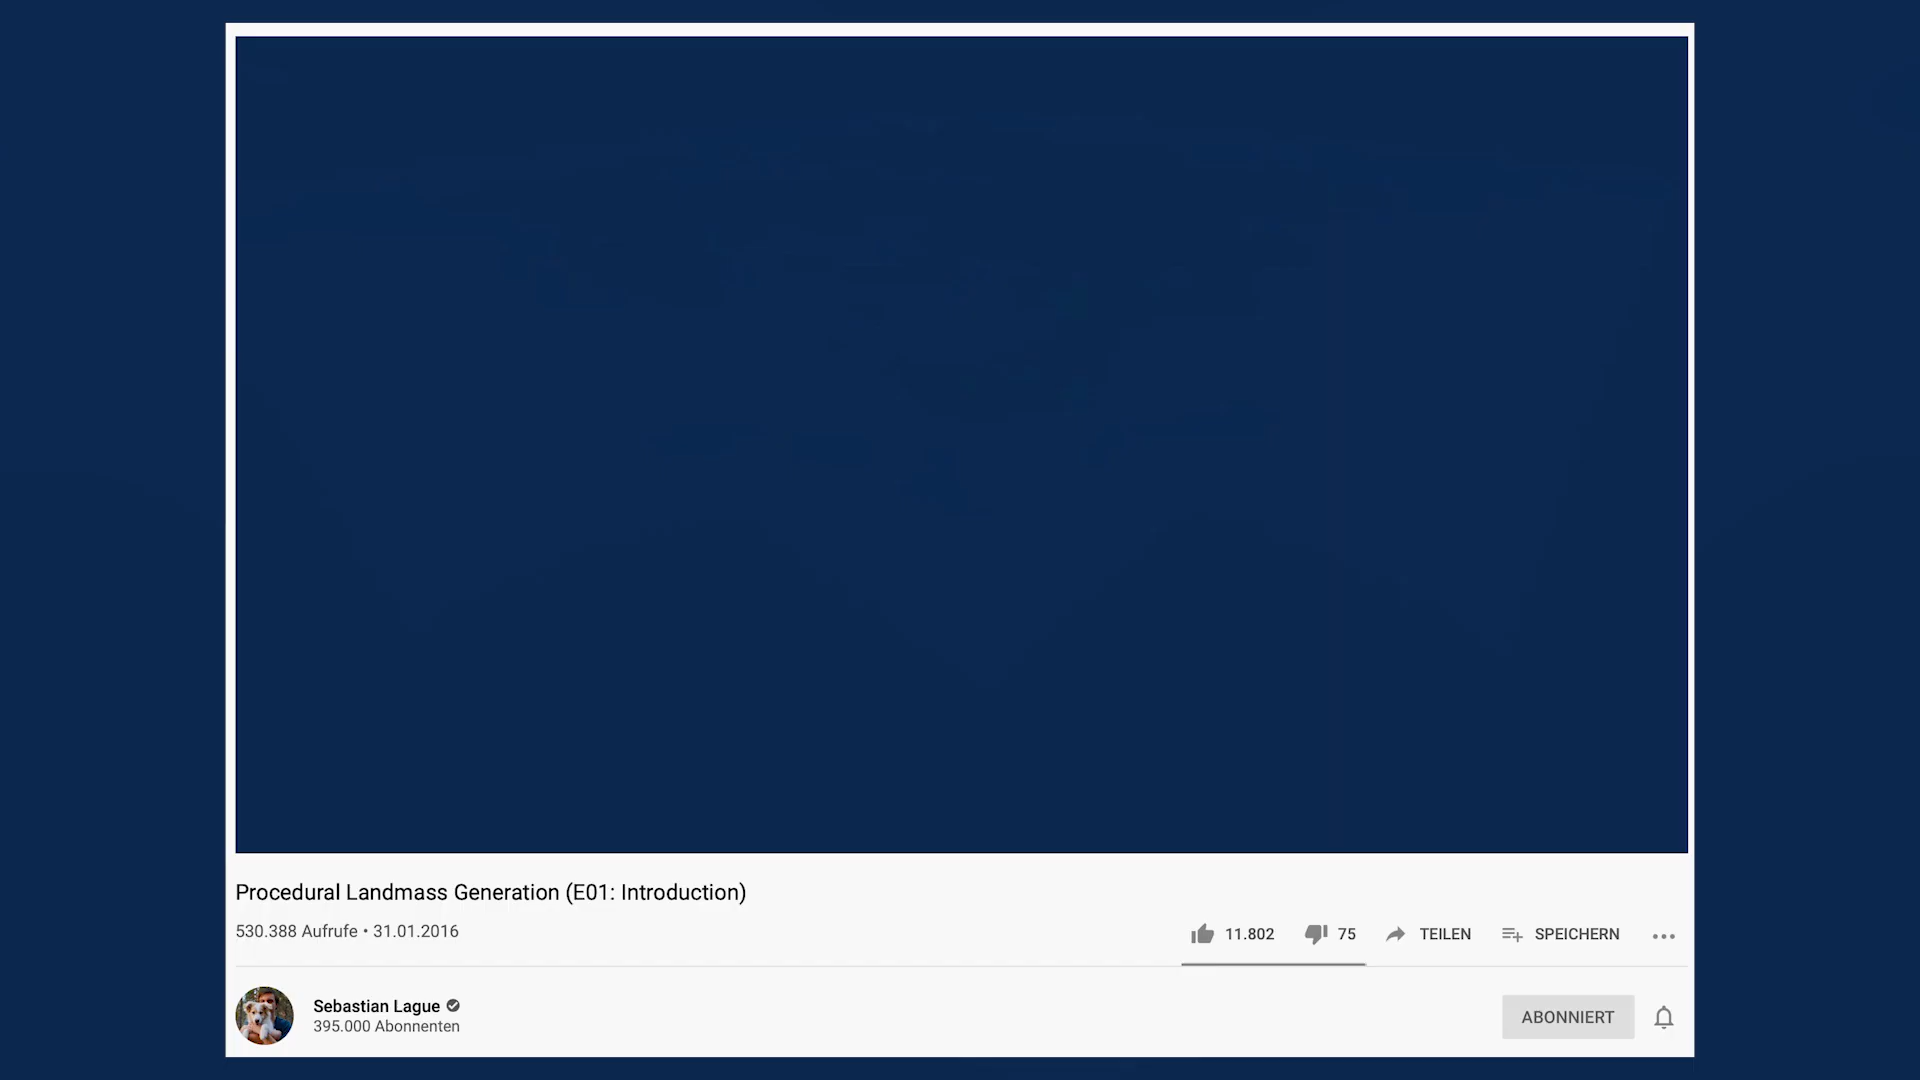 Procedural Landmass Generation (E01: Introduction)
530.388 Aufrufe • 31.01.2016
11.802 75 TEILEN SPEICHERN
Sebastian Lague
395.000 Abonnenten
ABONNIERT